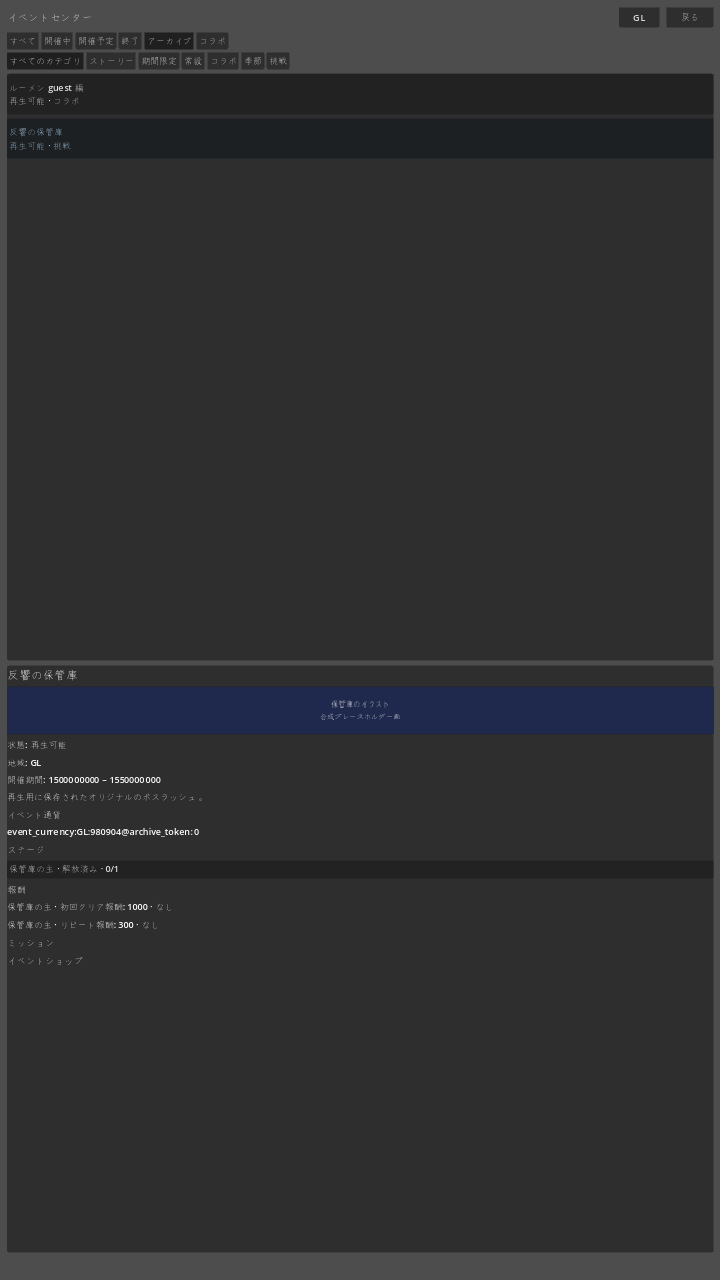 イベントセンター
GL
戻る
すべて 開催中 開催予定 終了 アーカイブ コラボ
すべてのカテゴリ ストーリー 期間限定 常設 コラボ 季節 挑戦
ルーメン guest 編
再生可能・コラボ
反響の保管庫
再生可能・挑戦
反響の保管庫
保管庫のイラスト
合成プレースホルダー画
状態: 再生可能
地域: GL
開催期間: 1500000000 – 1550000000
再生用に保存されたオリジナルのボスラッシュ。
イベント通貨
event_currency:GL:980904@archive_token: 0
ステージ
保管庫の主・解放済み・0/1
報酬
保管庫の主・初回クリア報酬: 1000・なし
保管庫の主・リピート報酬: 300・なし
ミッション
イベントショップ